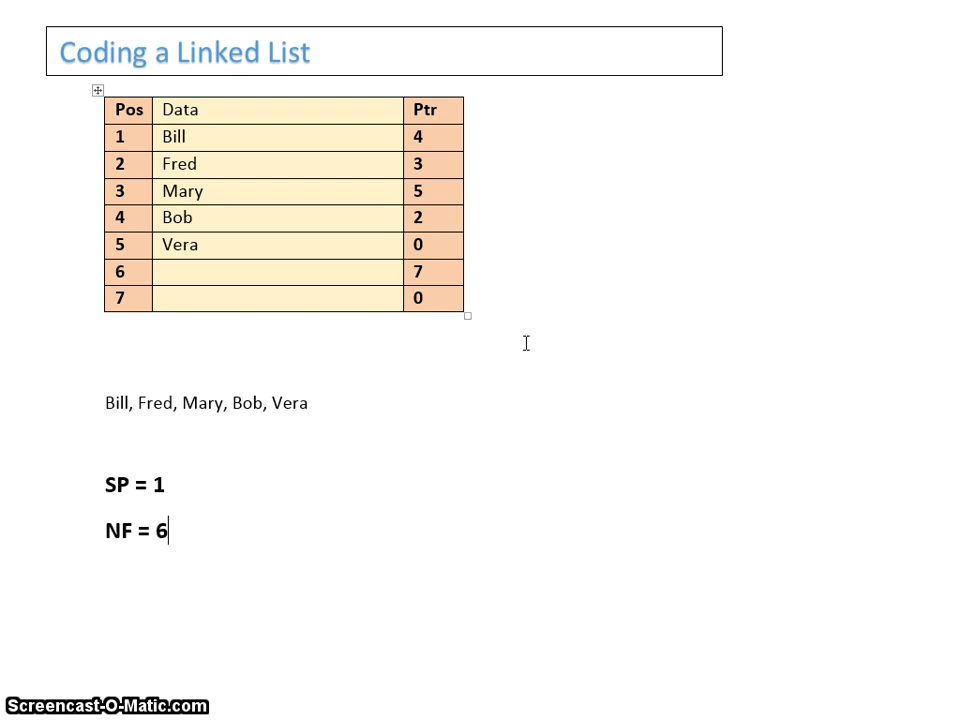 Coding a Linked List
Pos Data Ptr
1 Bill 4
2 Fred 3
3 Mary 5
4 Bob 2
5 Vera 0
6 7
7 0
Bill, Fred, Mary, Bob, Vera
SP = 1
NF = 6
Screencast-O-Matic.com